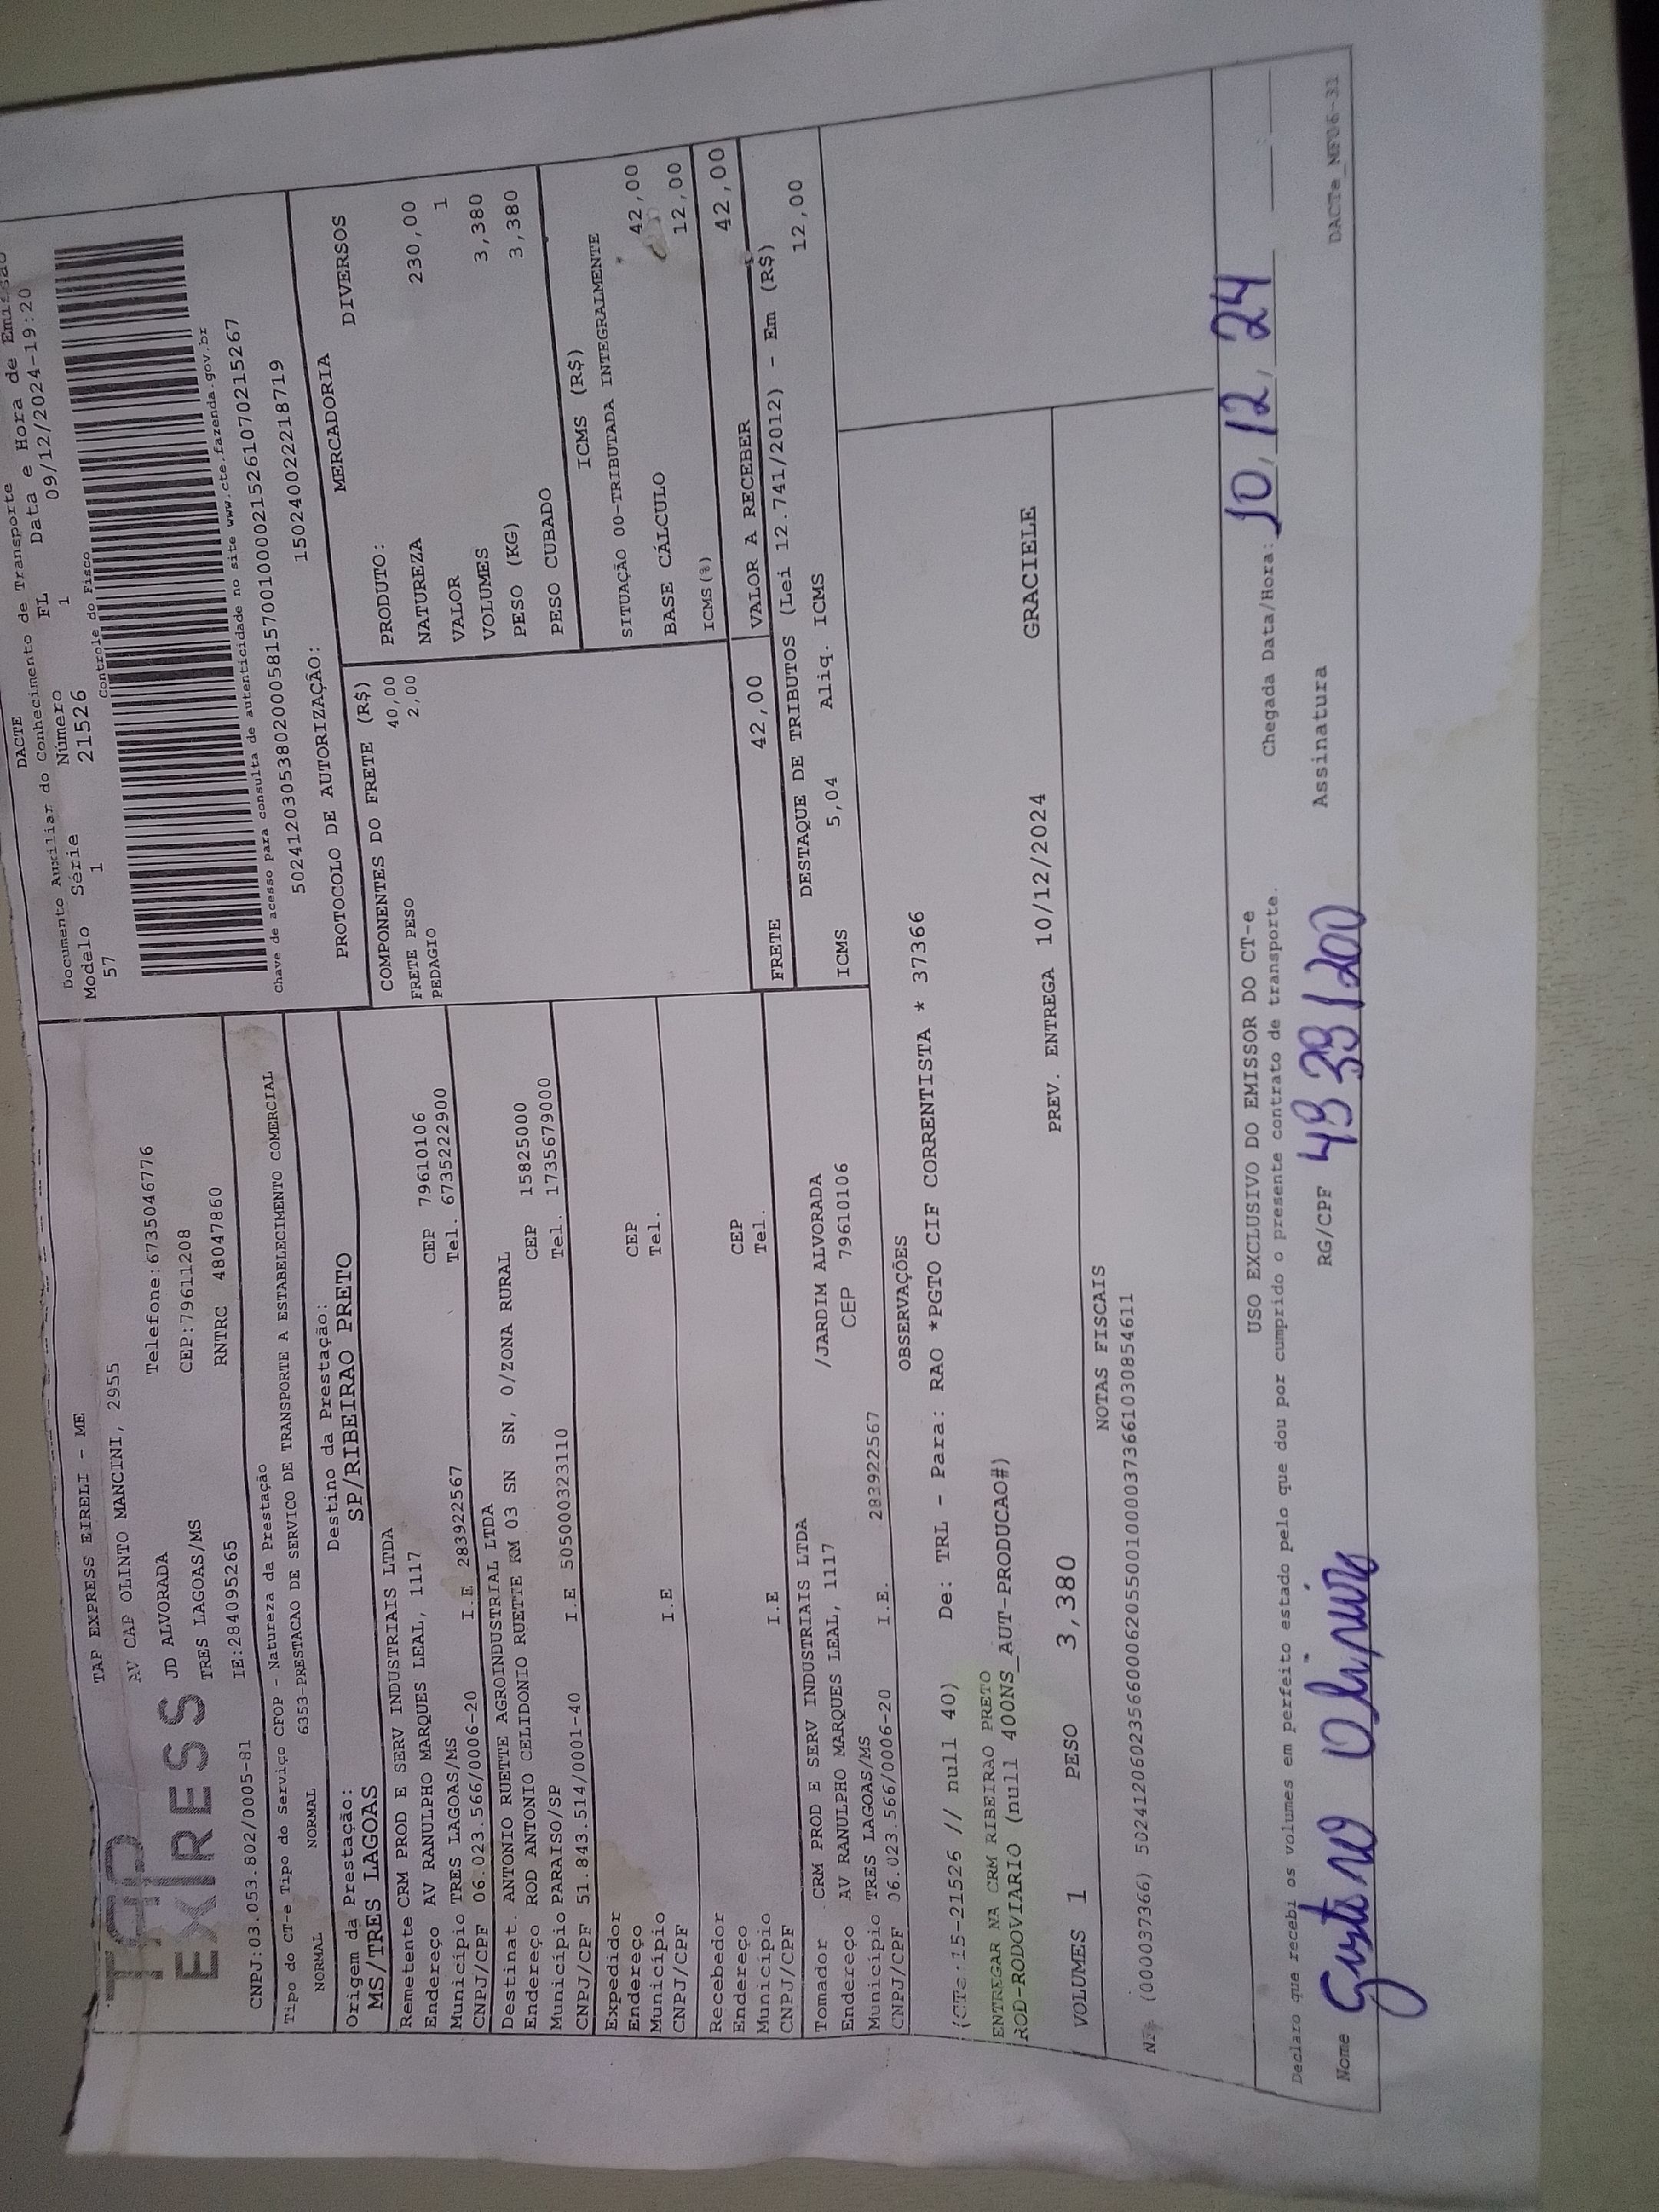 DACTE
Documento Auxiliar do Conhecimento de Transporte
Modelo Série Número FL Data e Hora de Emissão
57 1 21526 1 09/12/2024-19:20
Controle do Fisco
TAP EXPRESS EIRELI - ME
TAP EXPRESS
AV CAP OLINTO MANCINI, 2955
Telefone:6735046776
JD ALVORADA CEP:79611208
TRES LAGOAS/MS
RNTRC 48047860
CNPJ:03.053.802/0005-81 IE:284095265
Chave de acesso para consulta de autenticidade no site www.cte.fazenda.gov.br
50241203053802000581570010000215261070215267
PROTOCOLO DE AUTORIZAÇÃO: 150240022218719
Tipo do CT-e Tipo do Serviço CFOP - Natureza da Prestação
NORMAL NORMAL 6353-PRESTACAO DE SERVICO DE TRANSPORTE A ESTABELECIMENTO COMERCIAL
Origem da Prestação: Destino da Prestação:
MS/TRES LAGOAS SP/RIBEIRAO PRETO
Remetente CRM PROD E SERV INDUSTRIAIS LTDA
Endereço AV RANULPHO MARQUES LEAL, 1117 CEP 79610106
Município TRES LAGOAS/MS Tel. 6735222900
CNPJ/CPF 06.023.566/0006-20 I.E 283922567
Destinat. ANTONIO RUETTE AGROINDUSTRIAL LTDA
Endereço ROD ANTONIO CELIDONIO RUETTE KM 03 SN SN, 0/ZONA RURAL
Município PARAISO/SP CEP 15825000
CNPJ/CPF 51.843.514/0001-40 I.E 505000323110 Tel. 1735679000
Expedidor
Endereço CEP
Município Tel.
CNPJ/CPF I.E
Recebedor
Endereço CEP
Município Tel.
CNPJ/CPF I.E
Tomador CRM PROD E SERV INDUSTRIAIS LTDA
Endereço AV RANULPHO MARQUES LEAL, 1117 /JARDIM ALVORADA
Município TRES LAGOAS/MS CEP 79610106
CNPJ/CPF 06.023.566/0006-20 I.E. 283922567
COMPONENTES DO FRETE (R$)
FRETE PESO 40,00
PEDAGIO 2,00
FRETE 42,00
MERCADORIA
PRODUTO: DIVERSOS
NATUREZA
VALOR 230,00
VOLUMES 1
PESO (KG) 3,380
PESO CUBADO 3,380
ICMS (R$)
SITUAÇÃO 00-TRIBUTADA INTEGRALMENTE
BASE CÁLCULO 42,00
ICMS(%) 12,00
VALOR A RECEBER 42,00
DESTAQUE DE TRIBUTOS (Lei 12.741/2012) - Em (R$)
ICMS 5,04 Aliq. ICMS 12,00
OBSERVAÇÕES
(CTe:15-21526 // null 40) De: TRL - Para: RAO *PGTO CIF CORRENTISTA * 37366
ENTREGAR NA CRM RIBEIRAO PRETO
ROD-RODOVIARIO (null 400NS_AUT-PRODUCAO#)
PREV. ENTREGA 10/12/2024 GRACIELE
VOLUMES 1 PESO 3,380
NOTAS FISCAIS
(000037366) 50241206023566000620550010000373661030854611
USO EXCLUSIVO DO EMISSOR DO CT-e
Declaro que recebi os volumes em perfeito estado pelo que dou por cumprido o presente contrato de transporte.
Chegada Data/Hora: 10/12/24
Nome RG/CPF Assinatura
DACTe_MF06-31